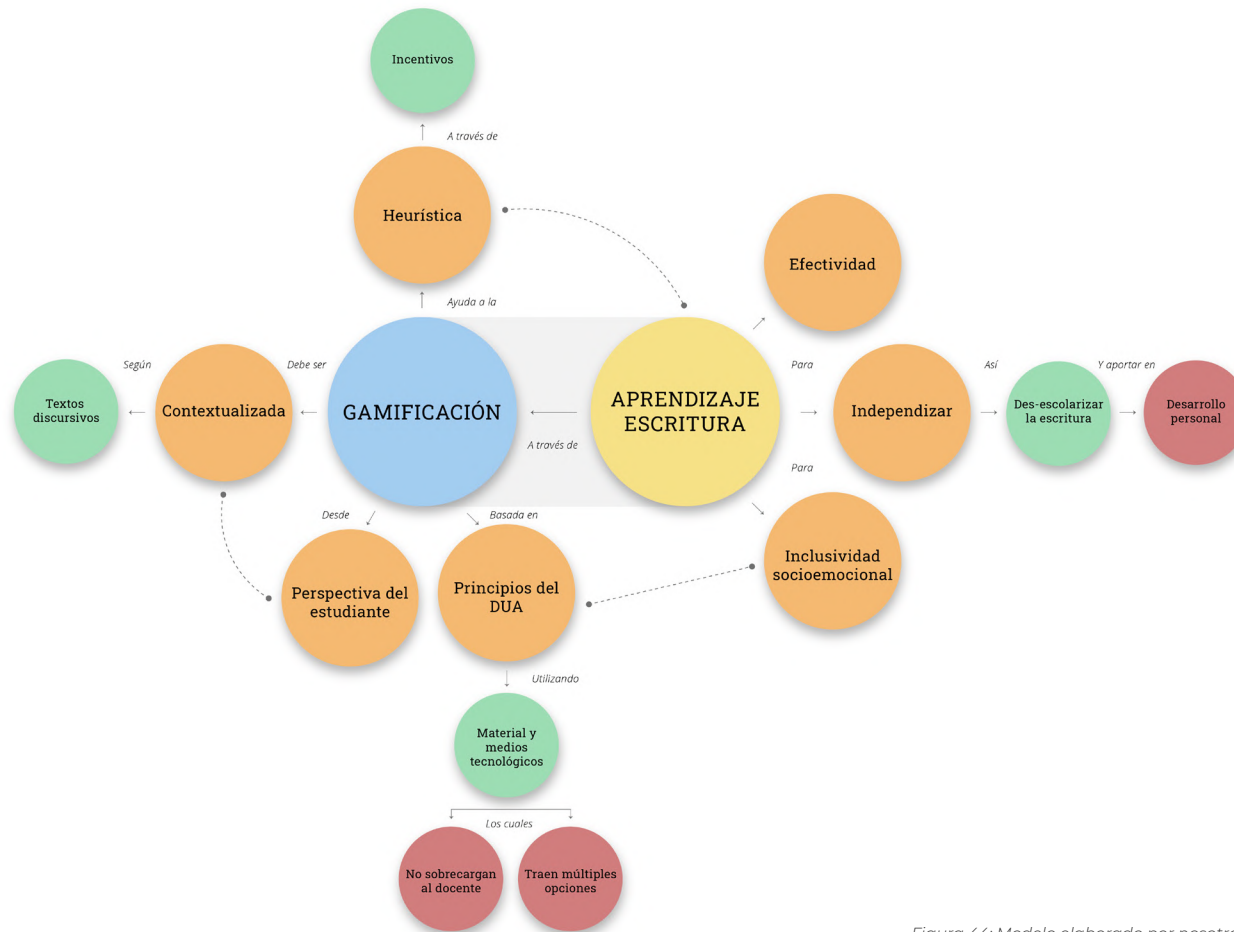 Incentivos
A través de
Heurística
Efectividad
Ayuda a la
Según
Debe ser
Para
Así
Y aportar en
Textos
discursivos
Contextualizada
GAMIFICACIÓN
APRENDIZAJE
ESCRITURA
Independizar
Des-escolarizar
la escritura
Desarrollo
personal
A través de
Para
Desde
Basada en
Inclusividad
socioemocional
Perspectiva del
estudiante
Principios del
DUA
Utilizando
Material y
medios
tecnológicos
Los cuales
No sobrecargan
al docente
Traen múltiples
opciones